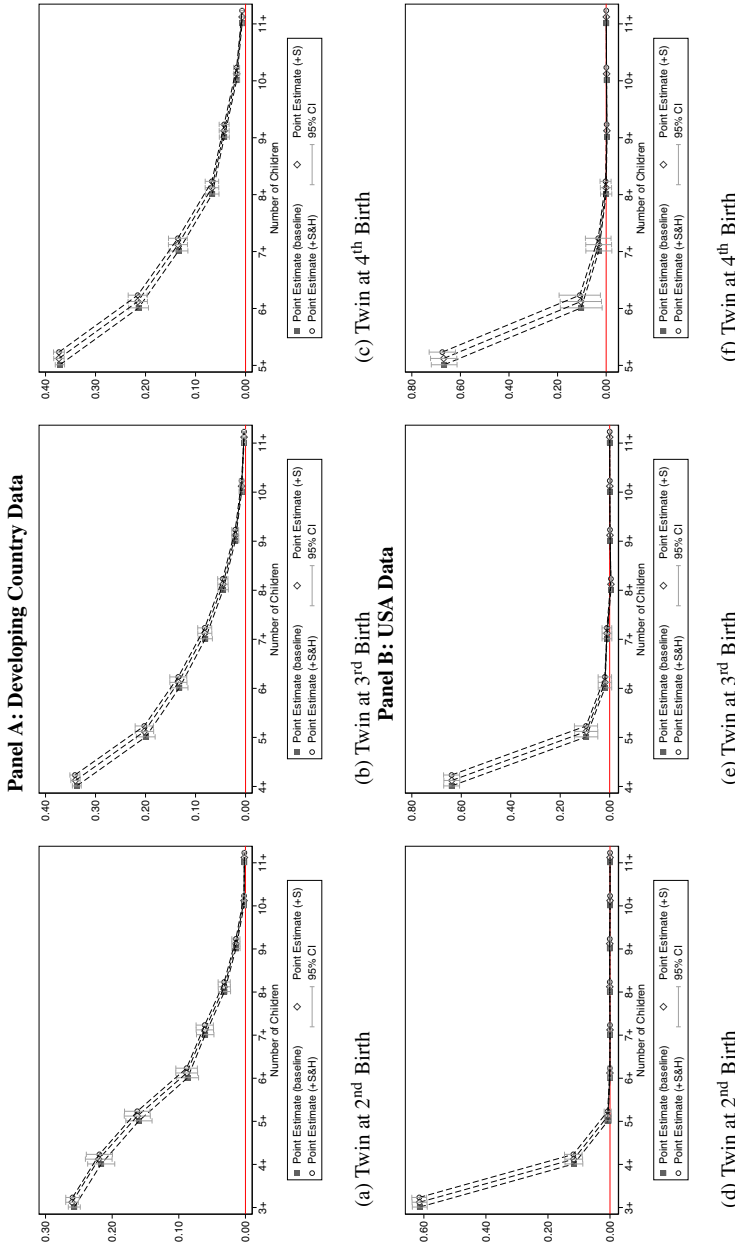 Panel A: Developing Country Data
0.30
0.20
0.10
0.00
3+ 4+ 5+ 6+ 7+ 8+ 9+ 10+ 11+
Number of Children
Point Estimate (baseline) Point Estimate (+S)
Point Estimate (+S&H) 95% CI
(a) Twin at 2nd Birth
0.40
0.30
0.20
0.10
0.00
4+ 5+ 6+ 7+ 8+ 9+ 10+ 11+
Number of Children
Point Estimate (baseline) Point Estimate (+S)
Point Estimate (+S&H) 95% CI
(b) Twin at 3rd Birth
0.40
0.30
0.20
0.10
0.00
5+ 6+ 7+ 8+ 9+ 10+ 11+
Number of Children
Point Estimate (baseline) Point Estimate (+S)
Point Estimate (+S&H) 95% CI
(c) Twin at 4th Birth
Panel B: USA Data
0.60
0.40
0.20
0.00
3+ 4+ 5+ 6+ 7+ 8+ 9+ 10+ 11+
Number of Children
Point Estimate (baseline) Point Estimate (+S)
Point Estimate (+S&H) 95% CI
(d) Twin at 2nd Birth
0.80
0.60
0.40
0.20
0.00
4+ 5+ 6+ 7+ 8+ 9+ 10+ 11+
Number of Children
Point Estimate (baseline) Point Estimate (+S)
Point Estimate (+S&H) 95% CI
(e) Twin at 3rd Birth
0.80
0.60
0.40
0.20
0.00
5+ 6+ 7+ 8+ 9+ 10+ 11+
Number of Children
Point Estimate (baseline) Point Estimate (+S)
Point Estimate (+S&H) 95% CI
(f) Twin at 4th Birth